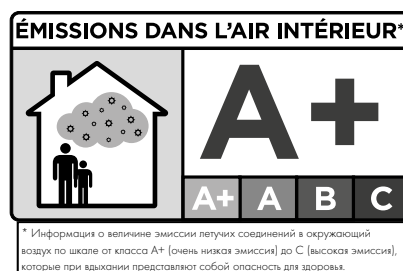 ÉMISSIONS DANS L'AIR INTÉRIEUR*
A+
A+ A B C
* Информация о величине эмиссии летучих соединений в окружающий
воздух по шкале от класса А+ (очень низкая эмиссия) до С (высокая эмиссия),
которые при вдыхании представляют собой опасность для здоровья.